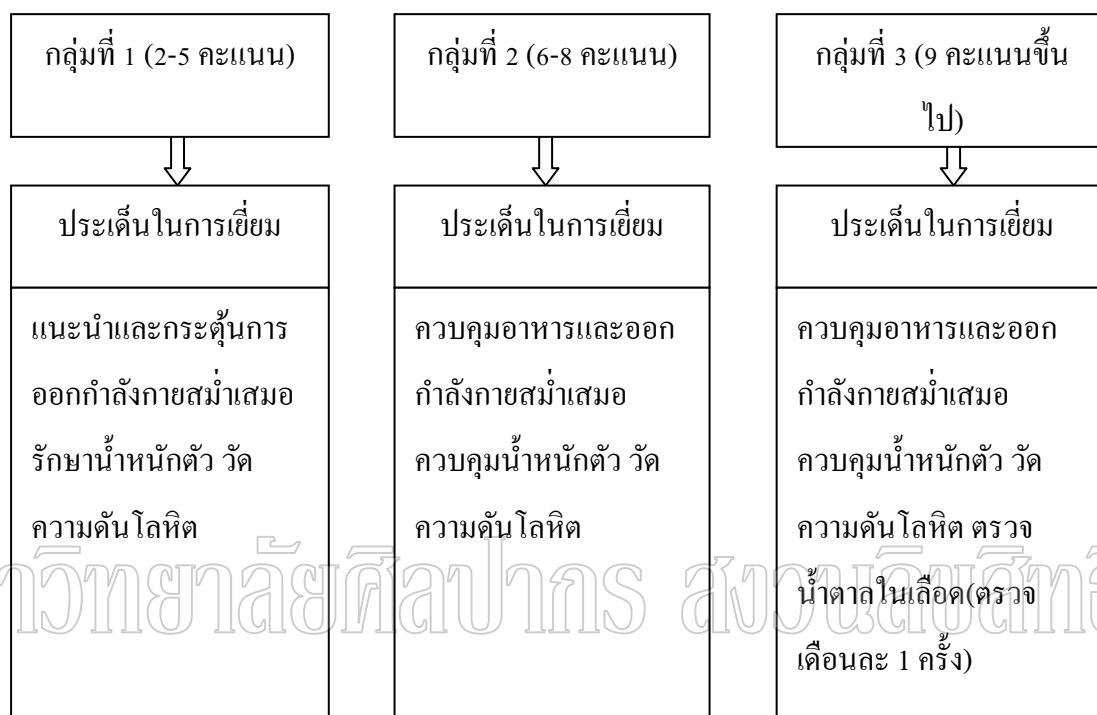 กลุ่มที่ 1 (2-5 คะแนน)
ประเด็นในการเยี่ยม
แนะนำและกระตุ้นการ
ออกกำลังกายสม่ำเสมอ
รักษาน้ำหนักตัว วัด
ความดันโลหิต
กลุ่มที่ 2 (6-8 คะแนน)
ประเด็นในการเยี่ยม
ควบคุมอาหารและออก
กำลังกายสม่ำเสมอ
ควบคุมน้ำหนักตัว วัด
ความดันโลหิต
กลุ่มที่ 3 (9 คะแนนขึ้น
ไป)
ประเด็นในการเยี่ยม
ควบคุมอาหารและออก
กำลังกายสม่ำเสมอ
ควบคุมน้ำหนักตัว วัด
ความดันโลหิต ตรวจ
น้ำตาลในเลือด(ตรวจ
เดือนละ 1 ครั้ง)
าวิทยาลัยศิลปากร สงวนลิขสิทธิ